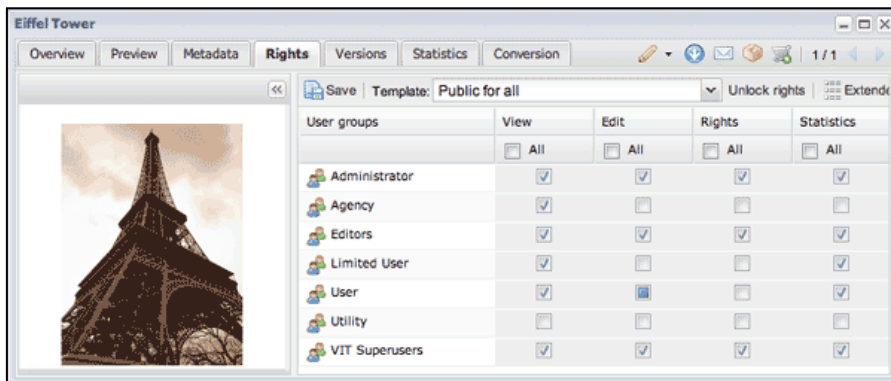 Eiffel Tower
Overview Preview Metadata Rights Versions Statistics Conversion 1 / 1
Save Template: Public for all Unlock rights Extende
User groups View Edit Rights Statistics
All All All All
Administrator
Agency
Editors
Limited User
User
Utility
VIT Superusers